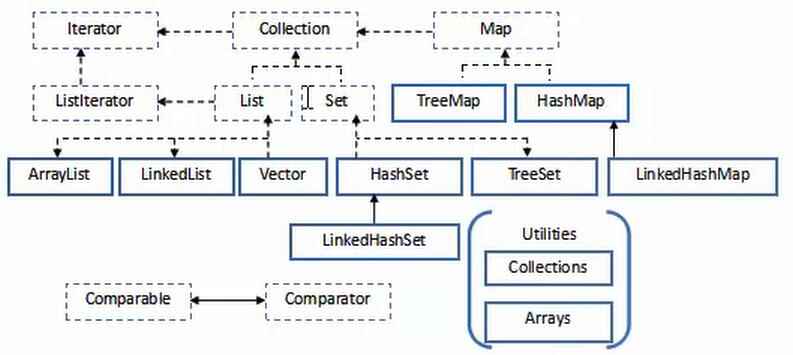 Iterator
Collection
Map
ListIterator
List
Set
TreeMap
HashMap
ArrayList
LinkedList
Vector
HashSet
TreeSet
LinkedHashMap
LinkedHashSet
Utilities
Collections
Comparable
Comparator
Arrays